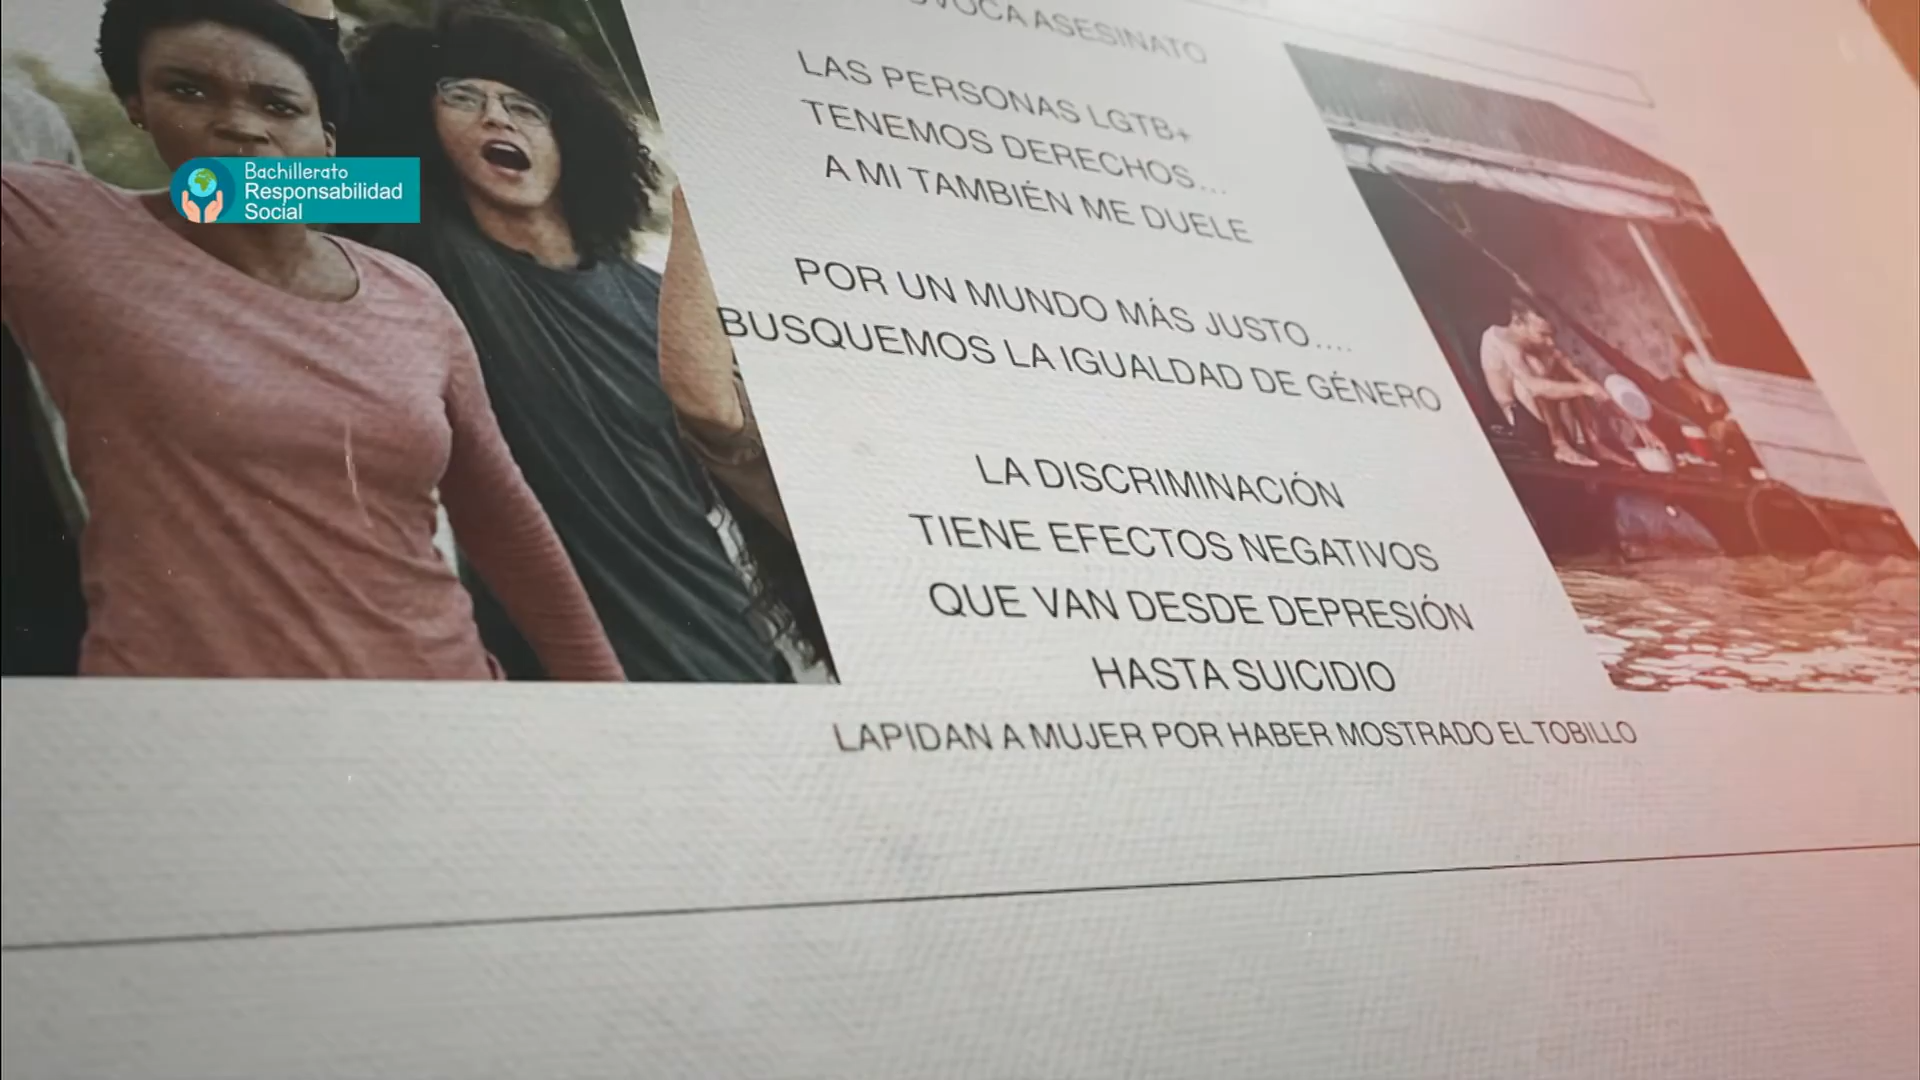 Bachillerato
Responsabilidad
Social
ASESINATO
LAS PERSONAS LGTB+
TENEMOS DERECHOS...
A MI TAMBIÉN ME DUELE
POR UN MUNDO MÁS JUSTO....
BUSQUEMOS LA IGUALDAD DE GÉNERO
LA DISCRIMINACIÓN
TIENE EFECTOS NEGATIVOS
QUE VAN DESDE DEPRESIÓN
HASTA SUICIDIO
LAPIDAN A MUJER POR HABER MOSTRADO EL TOBILLO